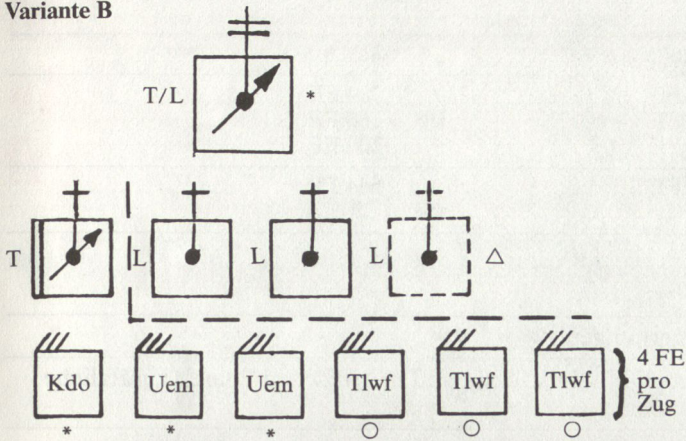 Variante B
T/L *
T L L L △
Kdo Uem Uem Tlwf Tlwf Tlwf
4 FE
pro
Zug
* * * ○ ○ ○